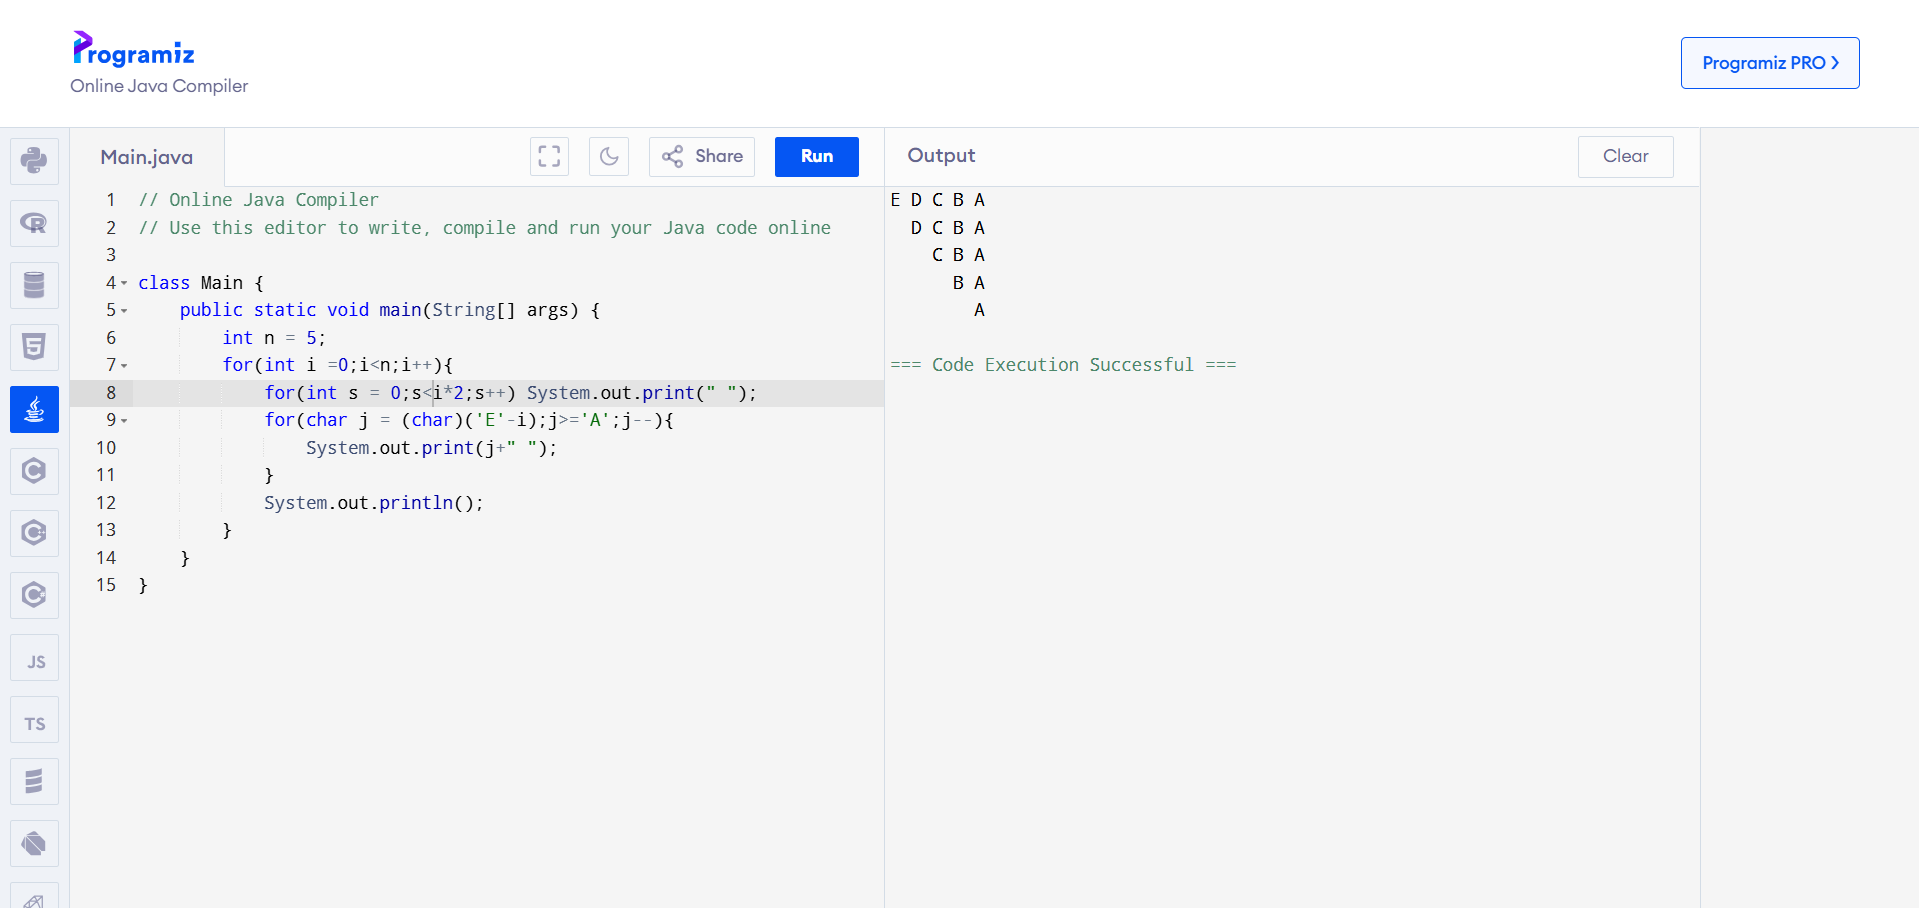 Programiz
Online Java Compiler
Programiz PRO
Main.java
Share
Run
Output
Clear
1 // Online Java Compiler
2 // Use this editor to write, compile and run your Java code online
3
4 class Main {
5     public static void main(String[] args) {
6         int n = 5;
7         for(int i =0;i<n;i++){
8             for(int s = 0;s<i*2;s++) System.out.print(" ");
9             for(char j = (char)('E'-i);j>='A';j--){
10                 System.out.print(j+" ");
11             }
12             System.out.println();
13         }
14     }
15 }
E D C B A
  D C B A
    C B A
      B A
        A
=== Code Execution Successful ===
R
5
C
C
C
JS
TS